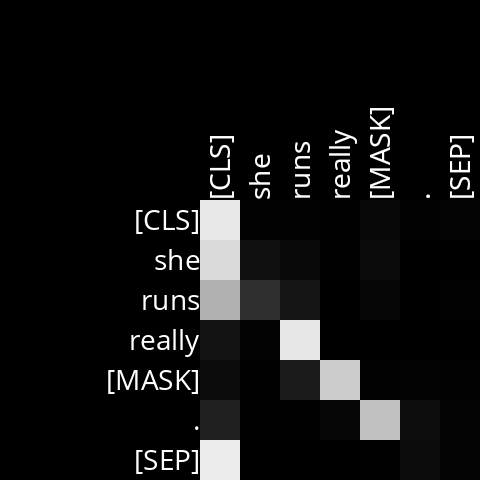 [CLS] she runs really [MASK] . [SEP]
[CLS]
she
runs
really
[MASK]
.
[SEP]